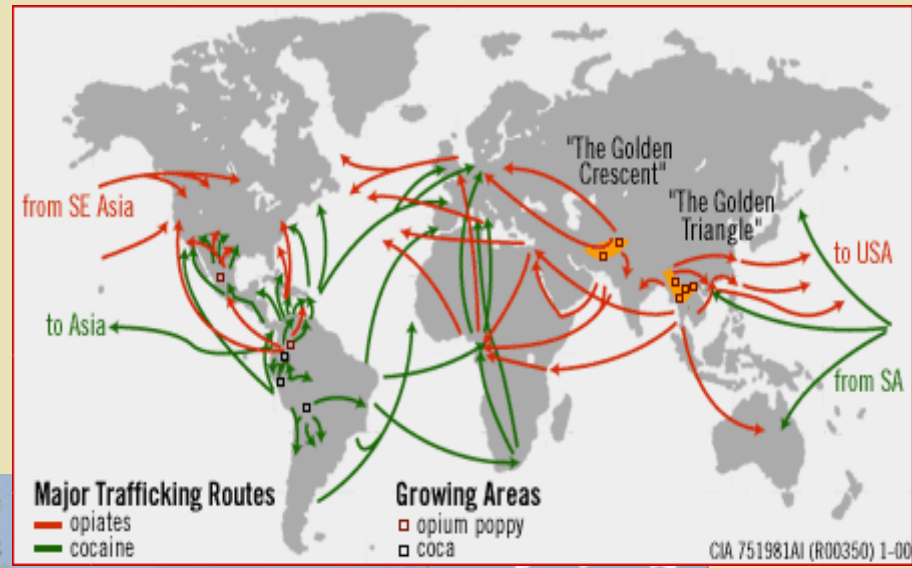 "The Golden
Crescent"
"The Golden
Triangle"
from SE Asia
to USA
to Asia
from SA
Major Trafficking Routes
opiates
cocaine
Growing Areas
opium poppy
coca
CIA 751981AI (R00350) 1-00